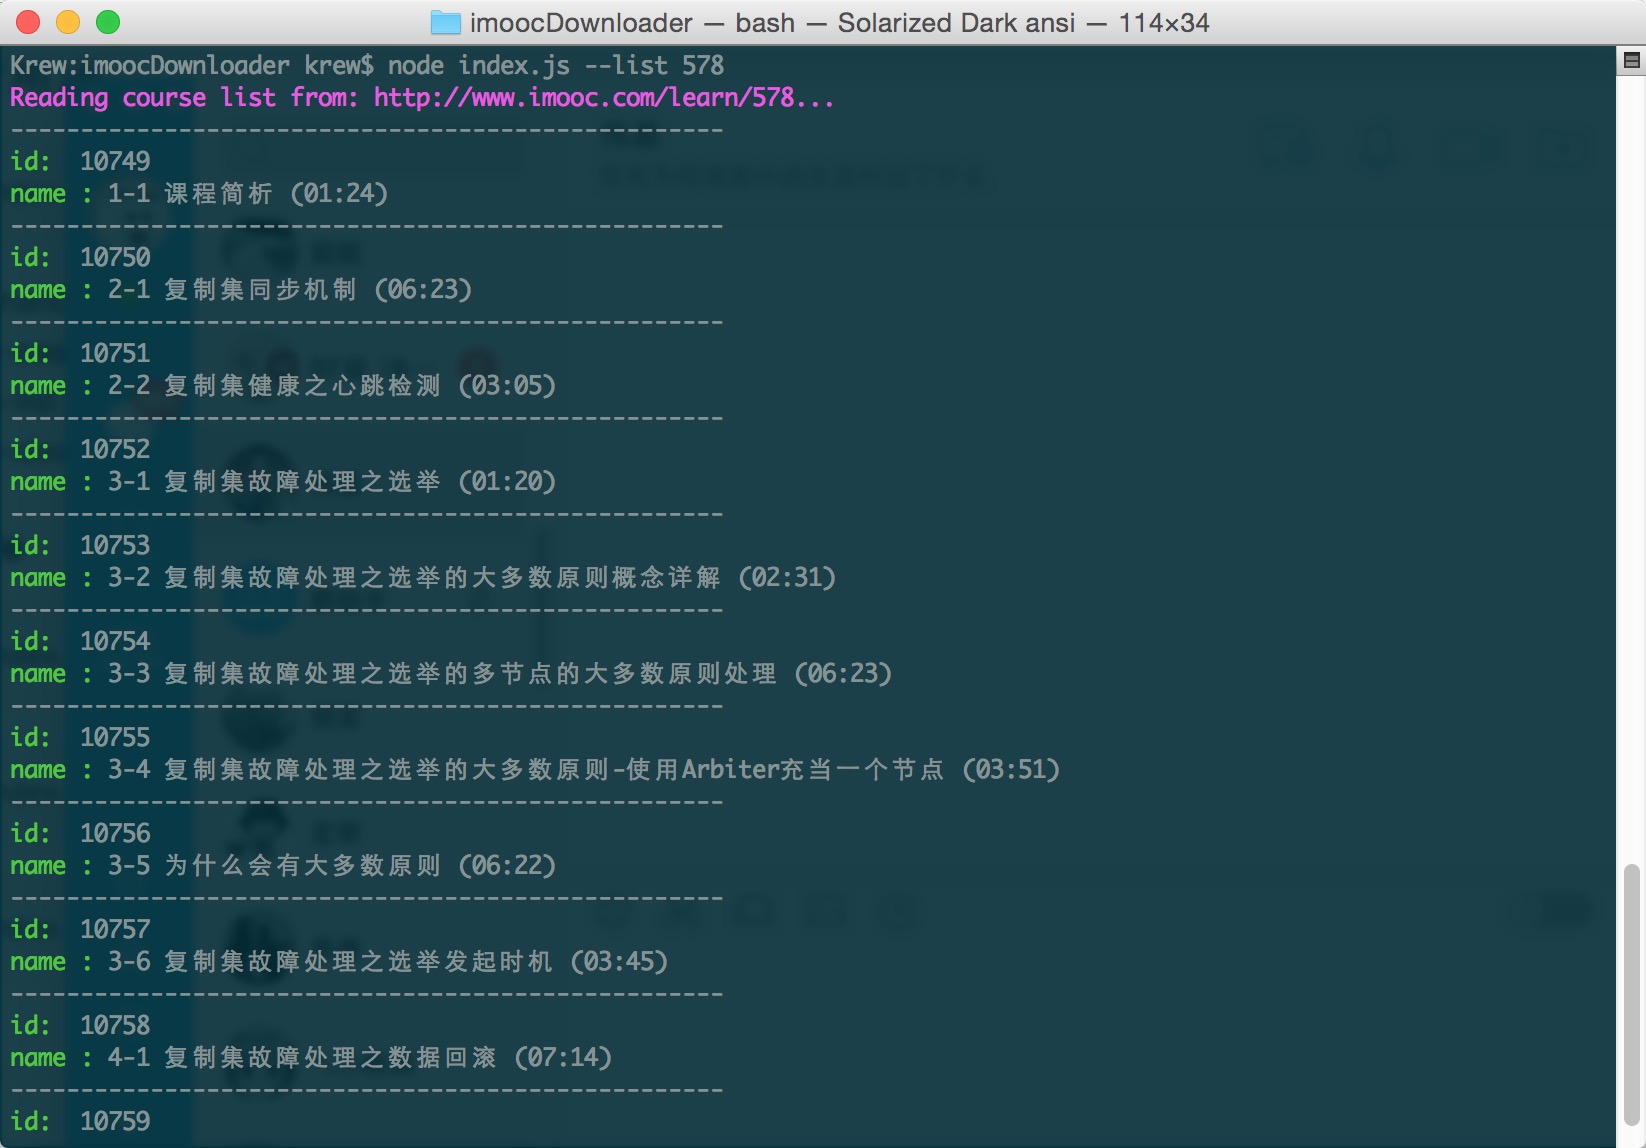 imoocDownloader — bash — Solarized Dark ansi — 114×34
Krew:imoocDownloader krew$ node index.js --list 578
Reading course list from: http://www.imooc.com/learn/578...
---------------------------------------------------
id:  10749
name : 1-1 课程简析 (01:24)
---------------------------------------------------
id:  10750
name : 2-1 复制集同步机制 (06:23)
---------------------------------------------------
id:  10751
name : 2-2 复制集健康之心跳检测 (03:05)
---------------------------------------------------
id:  10752
name : 3-1 复制集故障处理之选举 (01:20)
---------------------------------------------------
id:  10753
name : 3-2 复制集故障处理之选举的大多数原则概念详解 (02:31)
---------------------------------------------------
id:  10754
name : 3-3 复制集故障处理之选举的多节点的大多数原则处理 (06:23)
---------------------------------------------------
id:  10755
name : 3-4 复制集故障处理之选举的大多数原则-使用Arbiter充当一个节点 (03:51)
---------------------------------------------------
id:  10756
name : 3-5 为什么会有大多数原则 (06:22)
---------------------------------------------------
id:  10757
name : 3-6 复制集故障处理之选举发起时机 (03:45)
---------------------------------------------------
id:  10758
name : 4-1 复制集故障处理之数据回滚 (07:14)
---------------------------------------------------
id:  10759